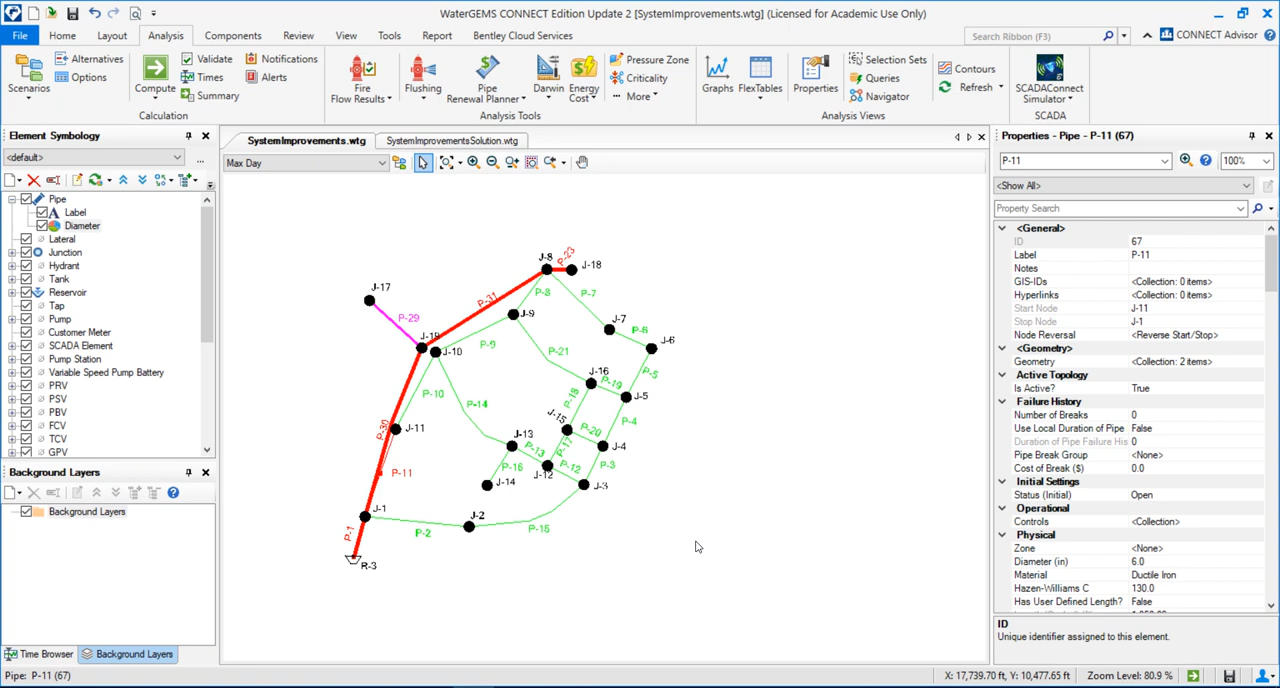 WaterGEMS CONNECT Edition Update 2 [SystemImprovements.wtg] (Licensed for Academic Use Only)
File Home Layout Analysis Components Review View Tools Report Bentley Cloud Services Search Ribbon (F3) CONNECT Advisor
Scenarios
Alternatives
Options
Compute
Validate
Times
Summary
Notifications
Alerts
Calculation
Fire
Flow Results
Flushing
Pipe
Renewal Planner
Darwin
Energy
Cost
Pressure Zone
Criticality
More
Analysis Tools
Graphs
FlexTables
Properties
Selection Sets
Queries
Navigator
Contours
Refresh
Analysis Views
SCADAConnect
Simulator
SCADA
Element Symbology
<default>
...
Pipe
Label
Diameter
Lateral
Junction
Hydrant
Tank
Reservoir
Tap
Pump
Customer Meter
SCADA Element
Pump Station
Variable Speed Pump Battery
PRV
PSV
PBV
FCV
TCV
GPV
Background Layers
Background Layers
Time Browser Background Layers
SystemImprovements.wtg SystemImprovementsSolution.wtg
Max Day
J-8
P-23
J-18
J-17
P-31
P-8
P-7
P-29
J-9
J-7
P-6
J-19
J-10
P-9
J-6
P-21
J-16
P-19
P-5
P-10
P-14
P-18
J-5
J-15
P-4
P-30
J-11
J-13
P-20
P-17
J-4
P-13
P-11
P-16
J-12
P-12
P-3
J-14
J-3
J-1
J-2
P-1
P-2
P-15
R-3
Properties - Pipe - P-11 (67)
P-11 100%
<Show All>
Property Search
<General>
ID 67
Label P-11
Notes
GIS-IDs <Collection: 0 items>
Hyperlinks <Collection: 0 items>
Start Node J-11
Stop Node J-1
Node Reversal <Reverse Start/Stop>
<Geometry>
Geometry <Collection: 2 items>
Active Topology
Is Active? True
Failure History
Number of Breaks 0
Use Local Duration of Pipe False
Duration of Pipe Failure His 0
Pipe Break Group <None>
Cost of Break ($) 0.0
Initial Settings
Status (Initial) Open
Operational
Controls <Collection>
Physical
Zone <None>
Diameter (in) 6.0
Material Ductile Iron
Hazen-Williams C 130.0
Has User Defined Length? False
ID
Unique identifier assigned to this element.
Pipe: P-11 (67) X: 17,739.70 ft, Y: 10,477.65 ft Zoom Level: 80.9 %